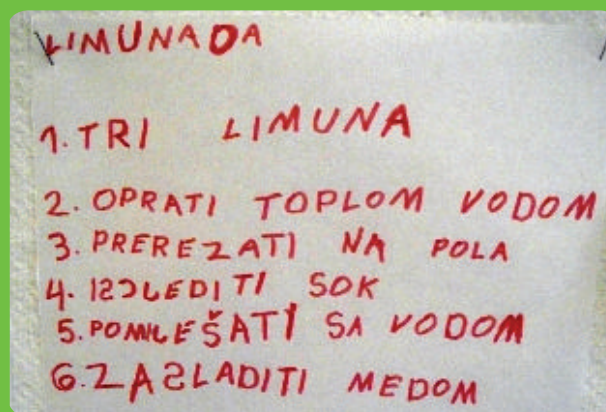 LIMUNADA
1. TRI LIMUNA
2. OPRATI TOPLOM VODOM
3. PREREZATI NA POLA
4. SOK
5. SA VODOM
6. ZASLADITI MEDOM